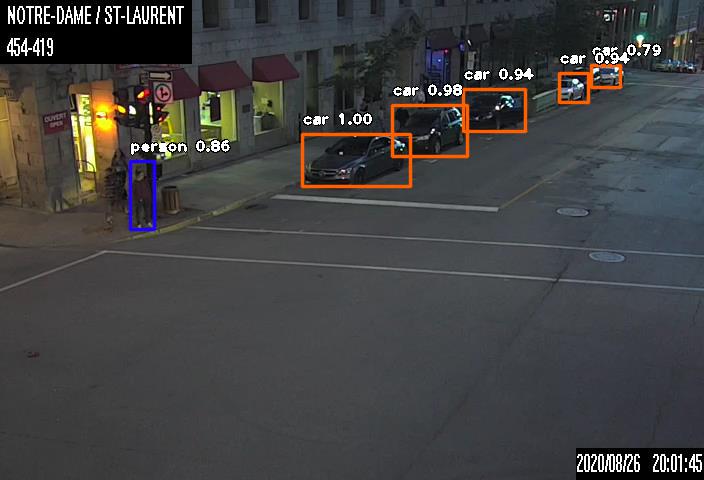 NOTRE-DAME / ST-LAURENT
454-419
car 0.79
car 0.94
car 0.94
car 0.98
car 1.00
person 0.86
OUVERT
OPEN
2020/08/26 20:01:45